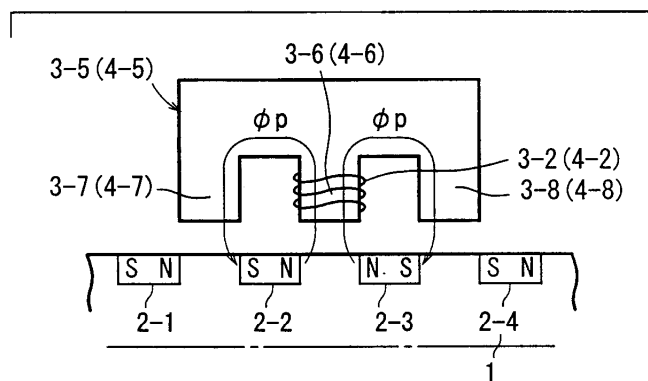 3-6 (4-6)
3-5 (4-5)
φp φp
3-2 (4-2)
3-7 (4-7)
3-8 (4-8)
S N S N N. S S N
2-1 2-2 2-3 2-4
1